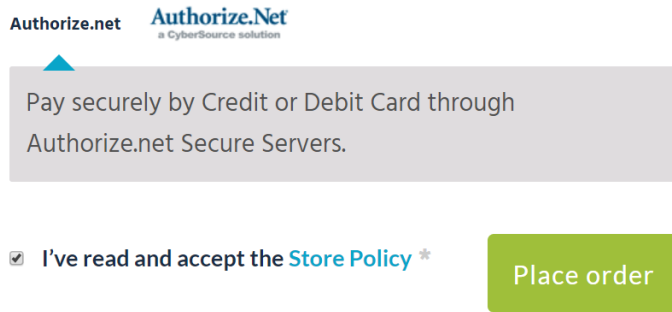 Authorize.net
Authorize.Net
a CyberSource solution
Pay securely by Credit or Debit Card through
Authorize.net Secure Servers.
I've read and accept the Store Policy *
Place order